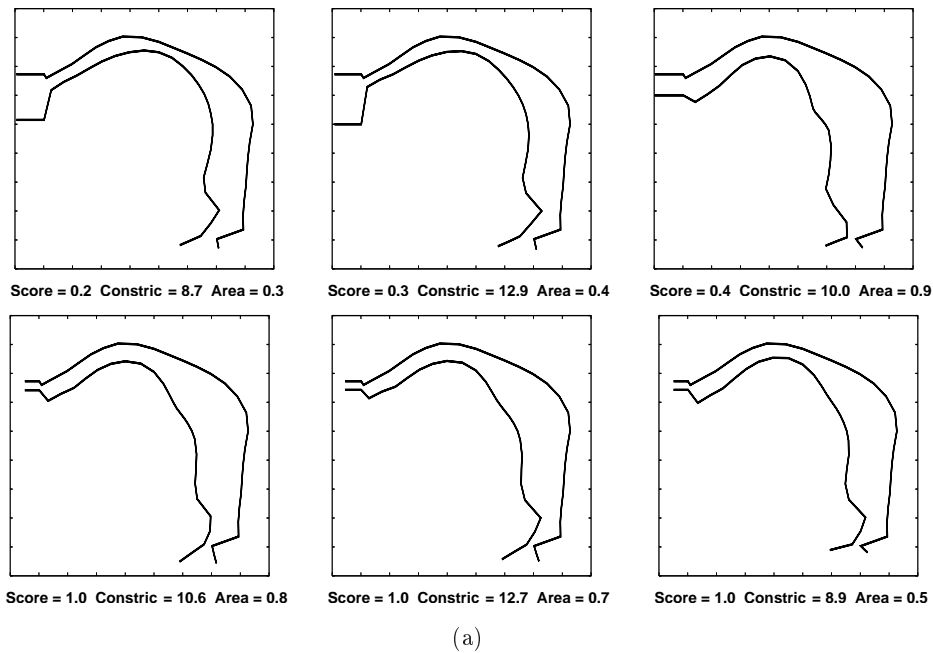 Score = 0.2 Constric = 8.7 Area = 0.3
Score = 0.3 Constric = 12.9 Area = 0.4
Score = 0.4 Constric = 10.0 Area = 0.9
Score = 1.0 Constric = 10.6 Area = 0.8
Score = 1.0 Constric = 12.7 Area = 0.7
Score = 1.0 Constric = 8.9 Area = 0.5
(a)